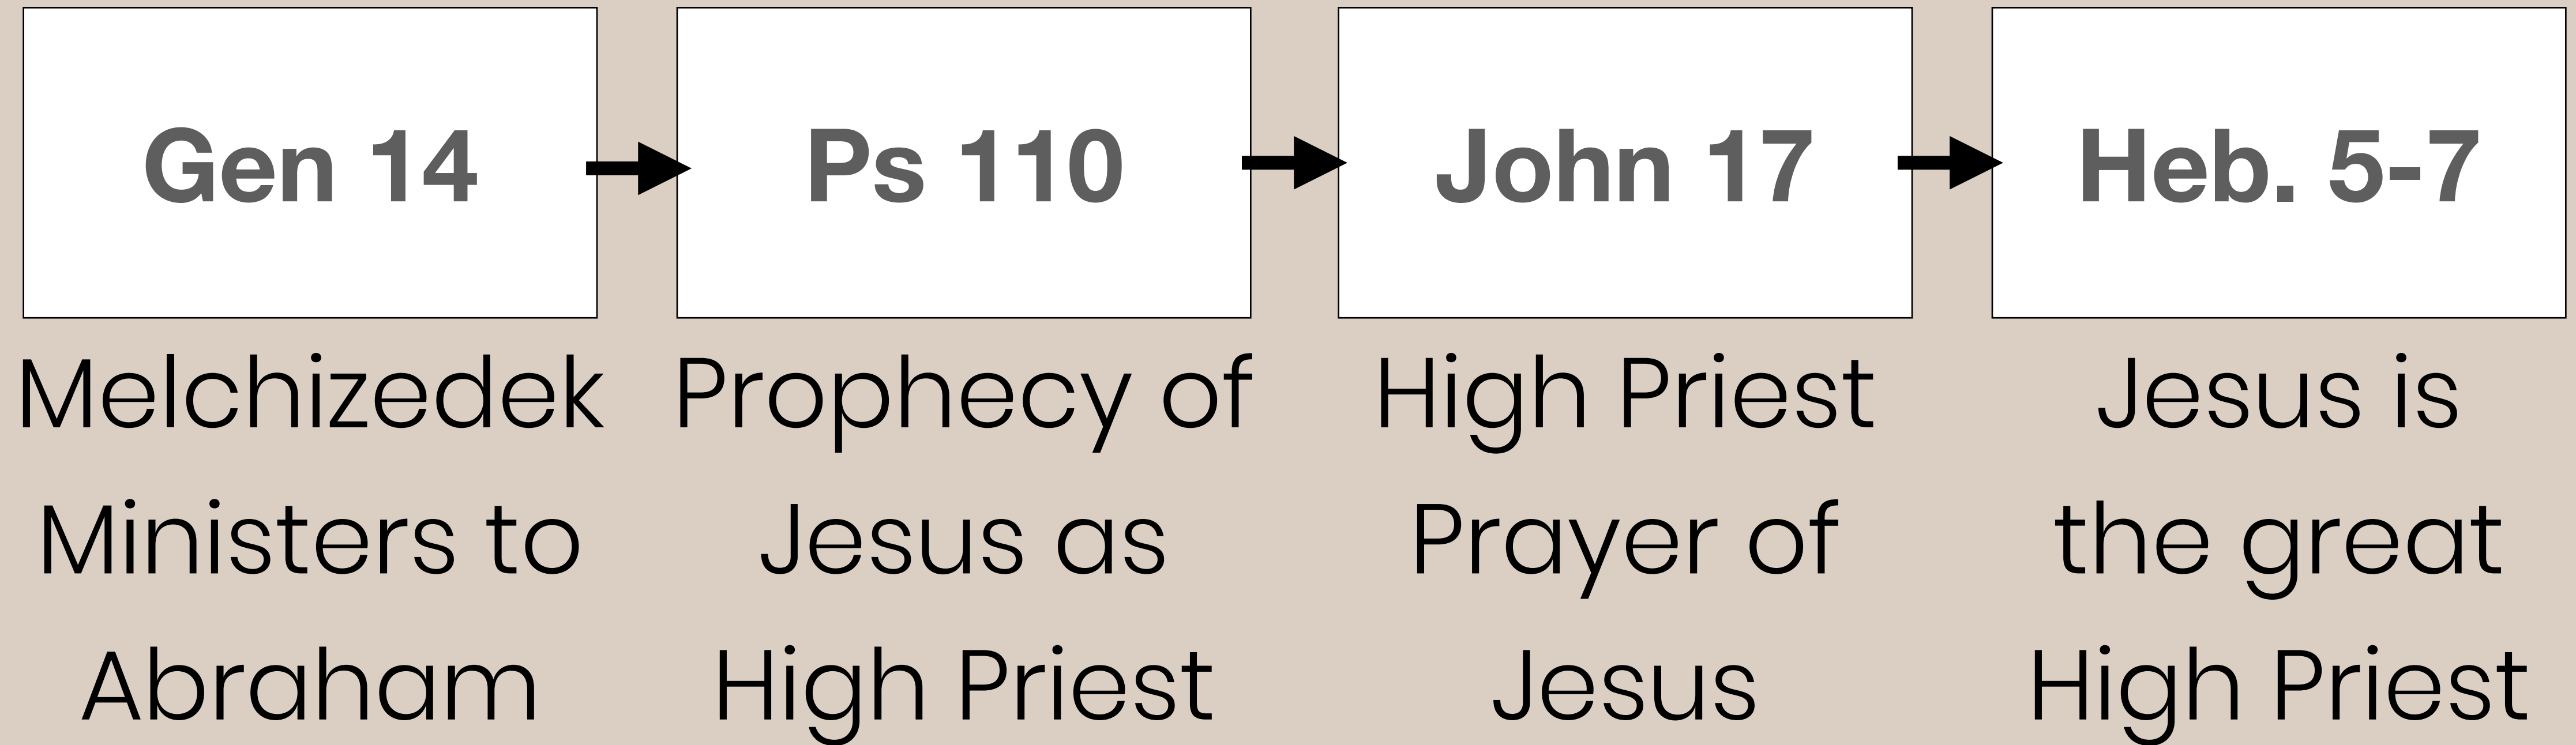 Gen 14
Ps 110
John 17
Heb. 5-7
Melchizedek
Ministers to
Abraham
Prophecy of
Jesus as
High Priest
High Priest
Prayer of
Jesus
Jesus is
the great
High Priest